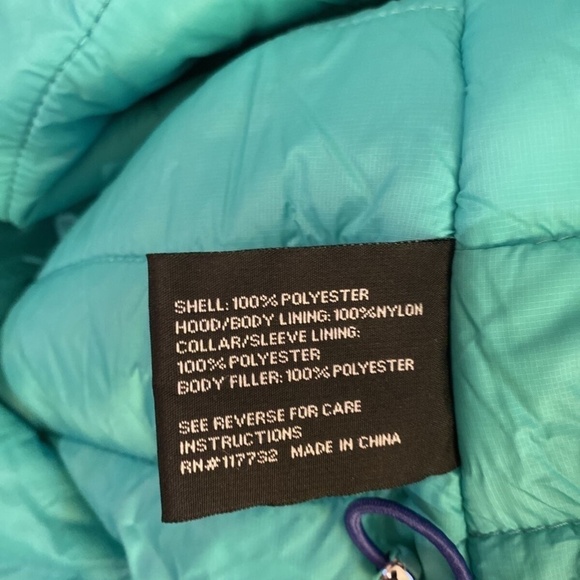 SHELL: 100% POLYESTER
HOOD/BODY LINING: 100%NYLON
COLLAR/SLEEVE LINING:
100% POLYESTER
BODY FILLER: 100% POLYESTER
SEE REVERSE FOR CARE
INSTRUCTIONS
RN#117732 MADE IN CHINA